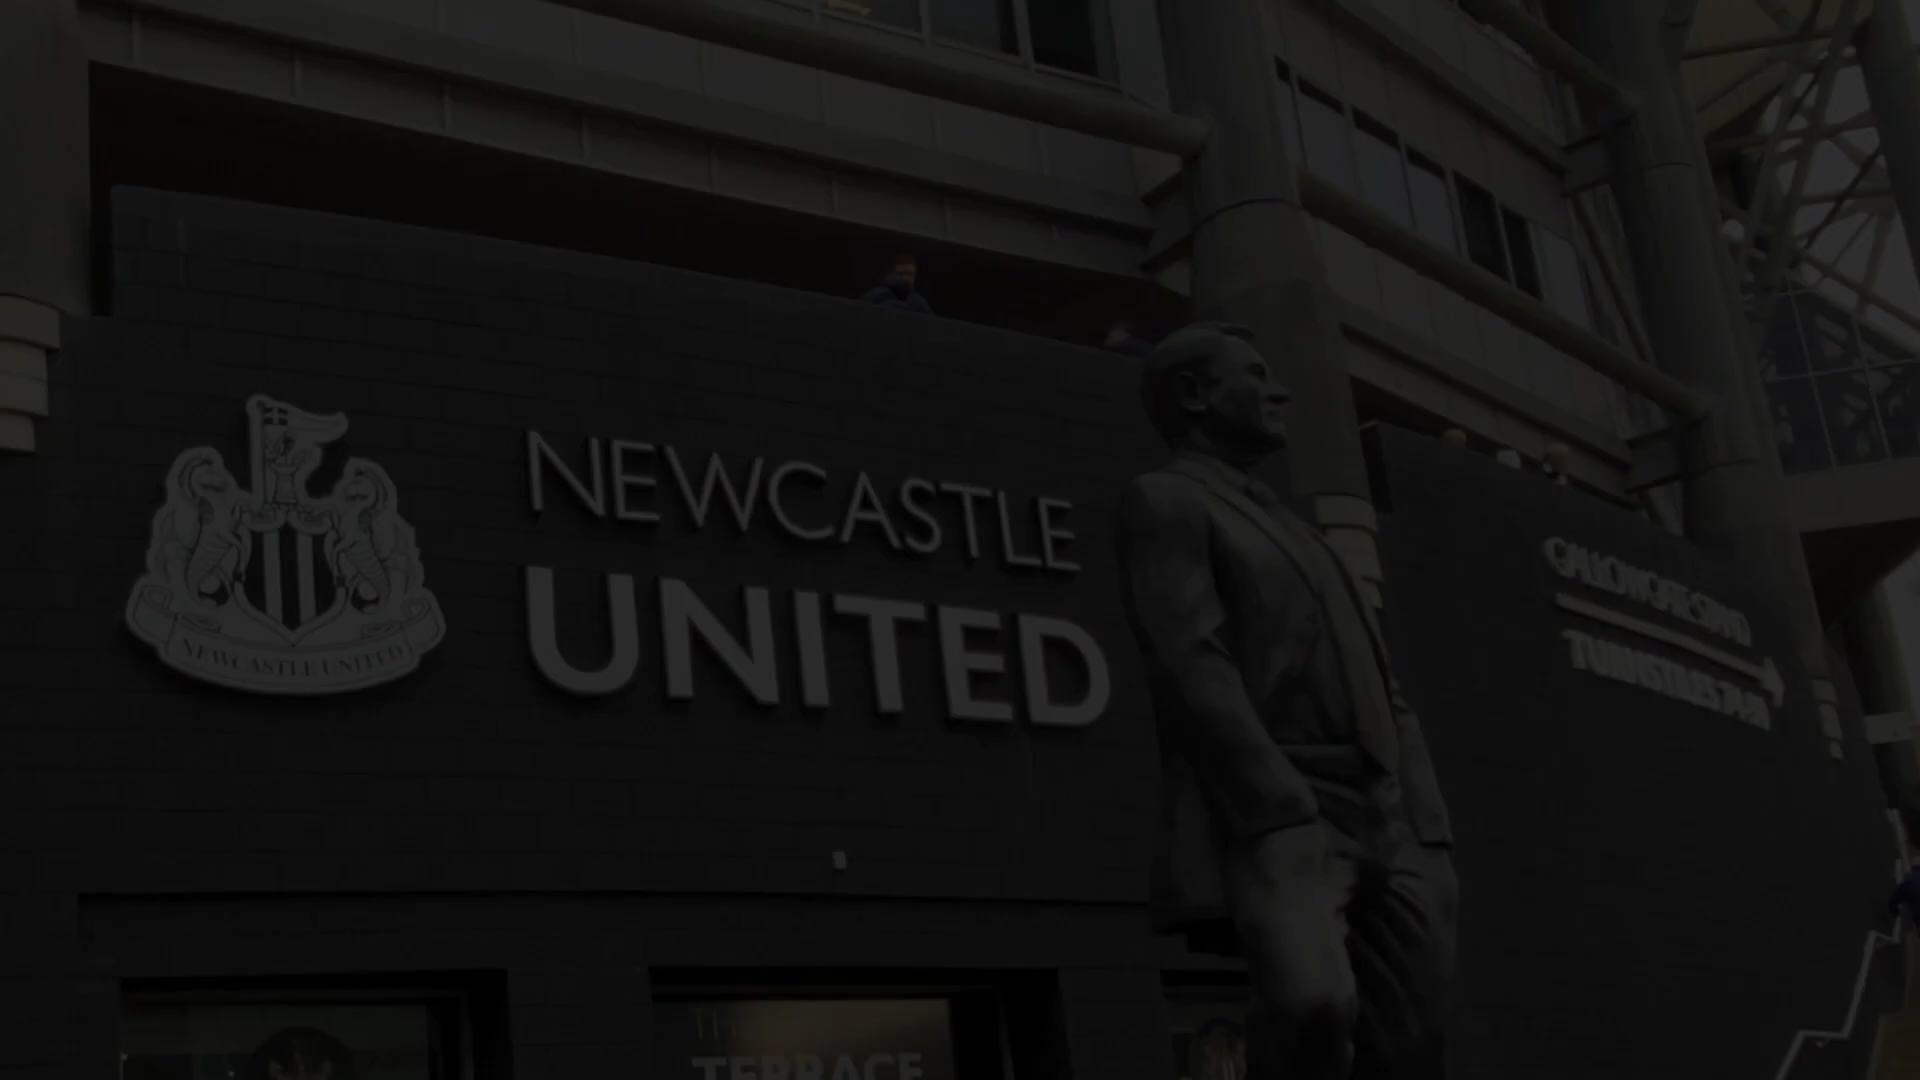 NEWCASTLE
UNITED
NEWCASTLE UNITED
GALLOWGATE STAND
TURNSTILES
TERRACE